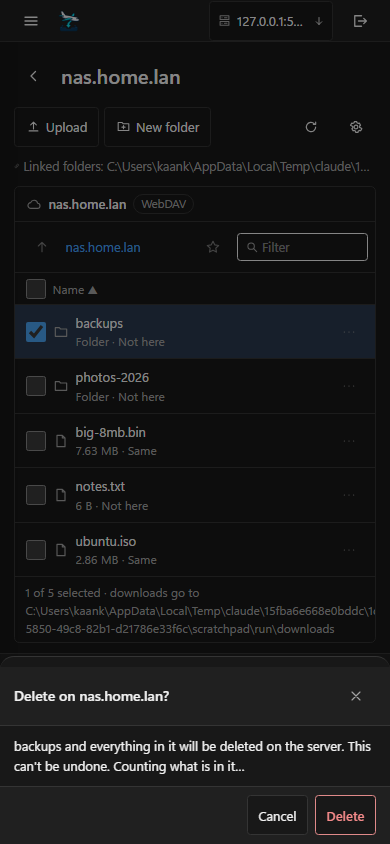 127.0.0.1:5...
nas.home.lan
Upload
New folder
Linked folders: C:\Users\kaank\AppData\Local\Temp\claude\1...
nas.home.lan WebDAV
nas.home.lan
Filter
Name ▲
backups
Folder · Not here
photos-2026
Folder · Not here
big-8mb.bin
7.63 MB · Same
notes.txt
6 B · Not here
ubuntu.iso
2.86 MB · Same
1 of 5 selected · downloads go to
C:\Users\kaank\AppData\Local\Temp\claude\15fba6e668e0bddc\
5850-49c8-82b1-d21786e33f6c\scratchpad\run\downloads
Delete on nas.home.lan?
backups and everything in it will be deleted on the server. This
can't be undone. Counting what is in it...
Cancel
Delete